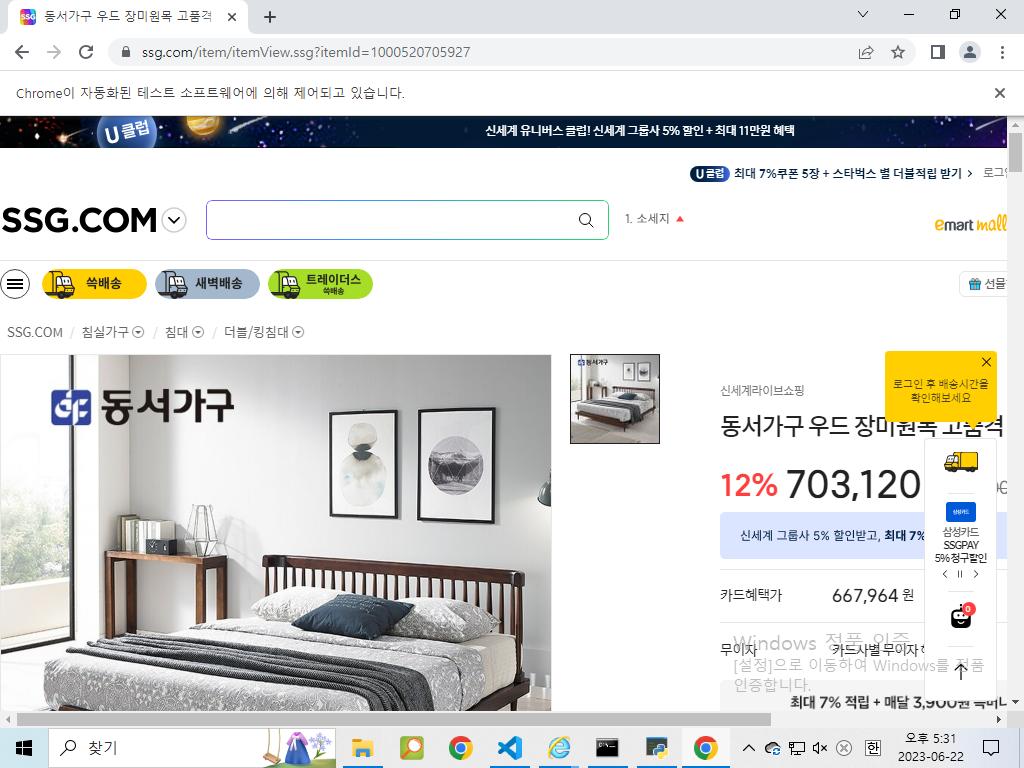 동서가구 우드 장미원목 고품격
ssg.com/item/itemView.ssg?itemId=1000520705927
Chrome이 자동화된 테스트 소프트웨어에 의해 제어되고 있습니다.
U 클럽
신세계 유니버스 클럽! 신세계 그룹사 5% 할인 + 최대 11만원 혜택
U 클럽 최대 7%쿠폰 5장 + 스타벅스 별 더블적립 받기
SSG.COM
1. 소세지
emart mall
쓱배송
새벽배송
트레이더스
쓱배송
선물
SSG.COM / 침실가구 / 침대 / 더블/킹침대
동서가구
동서가구
신세계라이브쇼핑
로그인 후 배송시간을
확인해보세요
동서가구 우드 장미원목 고품격
12% 703,120
신세계 그룹사 5% 할인받고, 최대 7%
삼성카드
삼성카드
SSGPAY
5% 청구할인
카드혜택가 667,964 원
0
무이자 카드사별 무이자
Windows 정품 인증
[설정]으로 이동하여 Windows를 정품
인증합니다.
최대 7% 적립 + 매달 3,900원
찾기
오후 5:31
한
2023-06-22